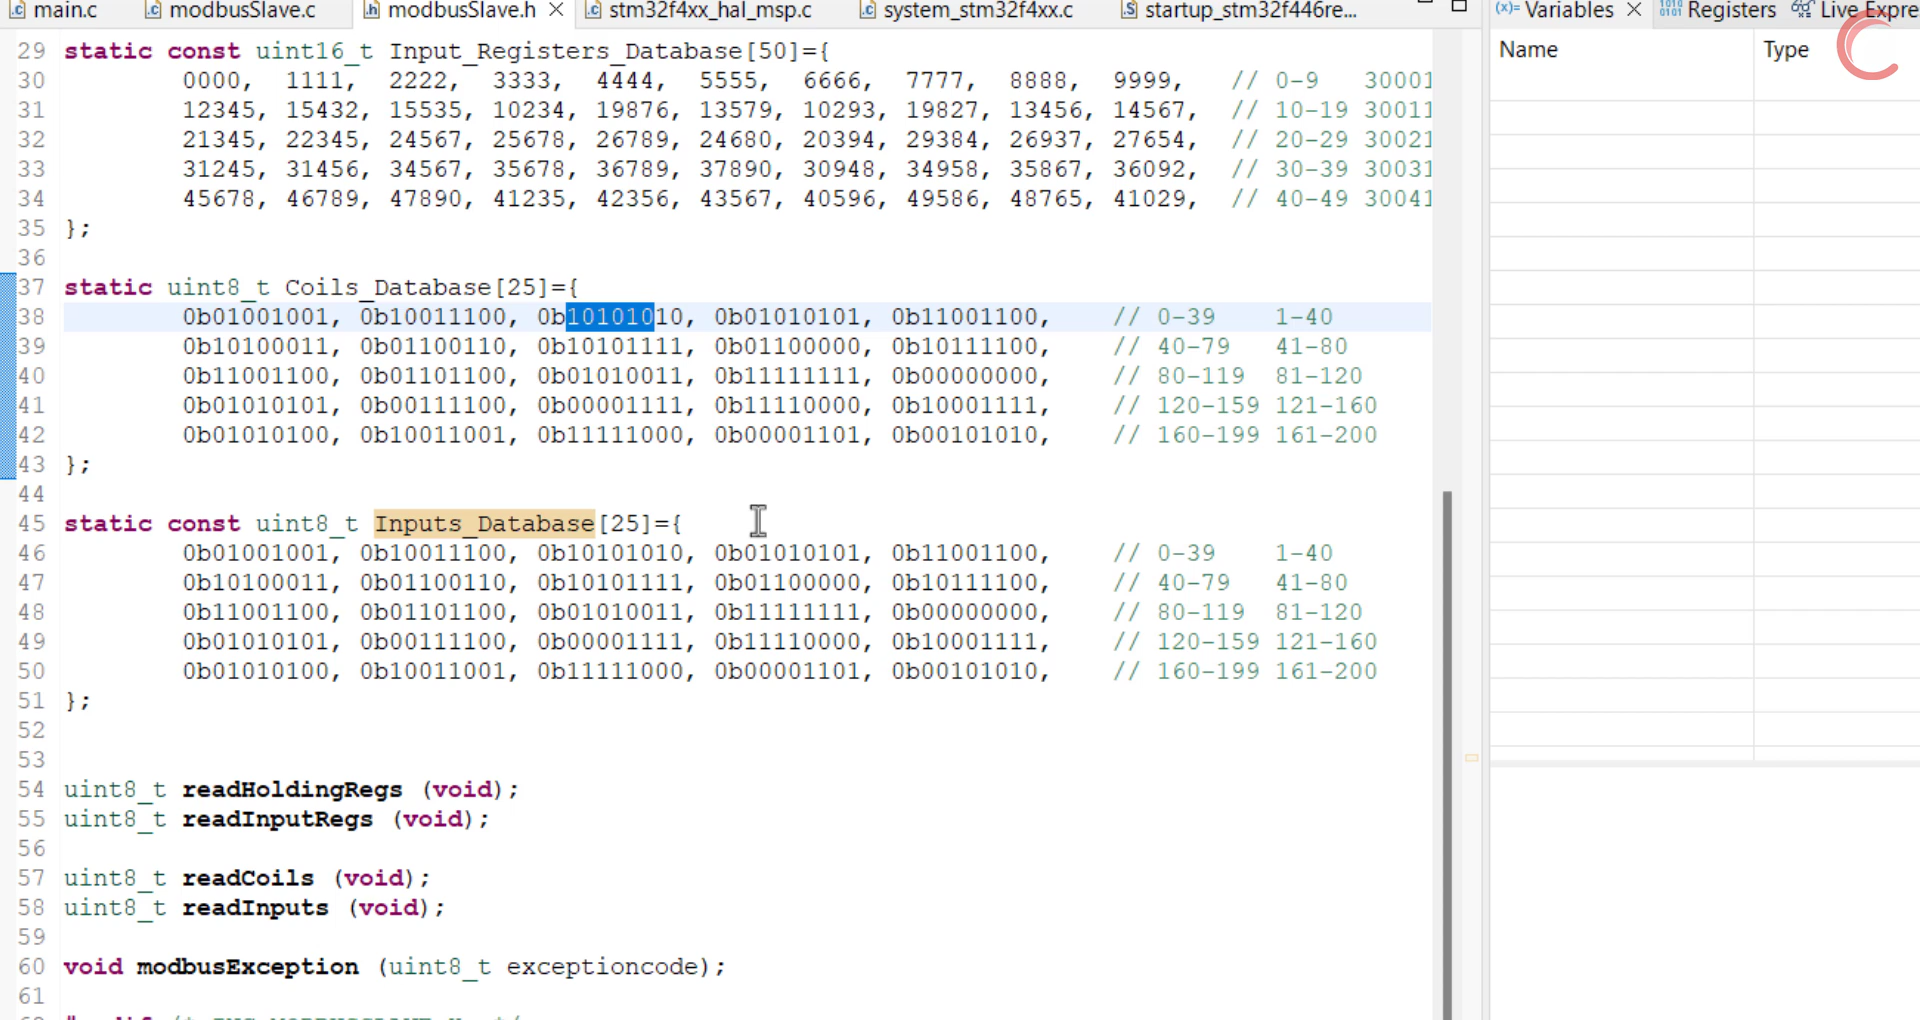 main.c modbusSlave.c modbusSlave.h stm32f4xx_hal_msp.c system_stm32f4xx.c startup_stm32f446re... (x)= Variables Registers Live Expre
Name Type
29 static const uint16_t Input_Registers_Database[50]={
30 0000, 1111, 2222, 3333, 4444, 5555, 6666, 7777, 8888, 9999, // 0-9 30001
31 12345, 15432, 15535, 10234, 19876, 13579, 10293, 19827, 13456, 14567, // 10-19 30011
32 21345, 22345, 24567, 25678, 26789, 24680, 20394, 29384, 26937, 27654, // 20-29 30021
33 31245, 31456, 34567, 35678, 36789, 37890, 30948, 34958, 35867, 36092, // 30-39 30031
34 45678, 46789, 47890, 41235, 42356, 43567, 40596, 49586, 48765, 41029, // 40-49 30041
35 };
36
37 static uint8_t Coils_Database[25]={
38 0b01001001, 0b10011100, 0b10101010, 0b01010101, 0b11001100, // 0-39 1-40
39 0b10100011, 0b01100110, 0b10101111, 0b01100000, 0b10111100, // 40-79 41-80
40 0b11001100, 0b01101100, 0b01010011, 0b11111111, 0b00000000, // 80-119 81-120
41 0b01010101, 0b00111100, 0b00001111, 0b11110000, 0b10001111, // 120-159 121-160
42 0b01010100, 0b10011001, 0b11111000, 0b00001101, 0b00101010, // 160-199 161-200
43 };
44
45 static const uint8_t Inputs_Database[25]={
46 0b01001001, 0b10011100, 0b10101010, 0b01010101, 0b11001100, // 0-39 1-40
47 0b10100011, 0b01100110, 0b10101111, 0b01100000, 0b10111100, // 40-79 41-80
48 0b11001100, 0b01101100, 0b01010011, 0b11111111, 0b00000000, // 80-119 81-120
49 0b01010101, 0b00111100, 0b00001111, 0b11110000, 0b10001111, // 120-159 121-160
50 0b01010100, 0b10011001, 0b11111000, 0b00001101, 0b00101010, // 160-199 161-200
51 };
52
53
54 uint8_t readHoldingRegs (void);
55 uint8_t readInputRegs (void);
56
57 uint8_t readCoils (void);
58 uint8_t readInputs (void);
59
60 void modbusException (uint8_t exceptioncode);
61